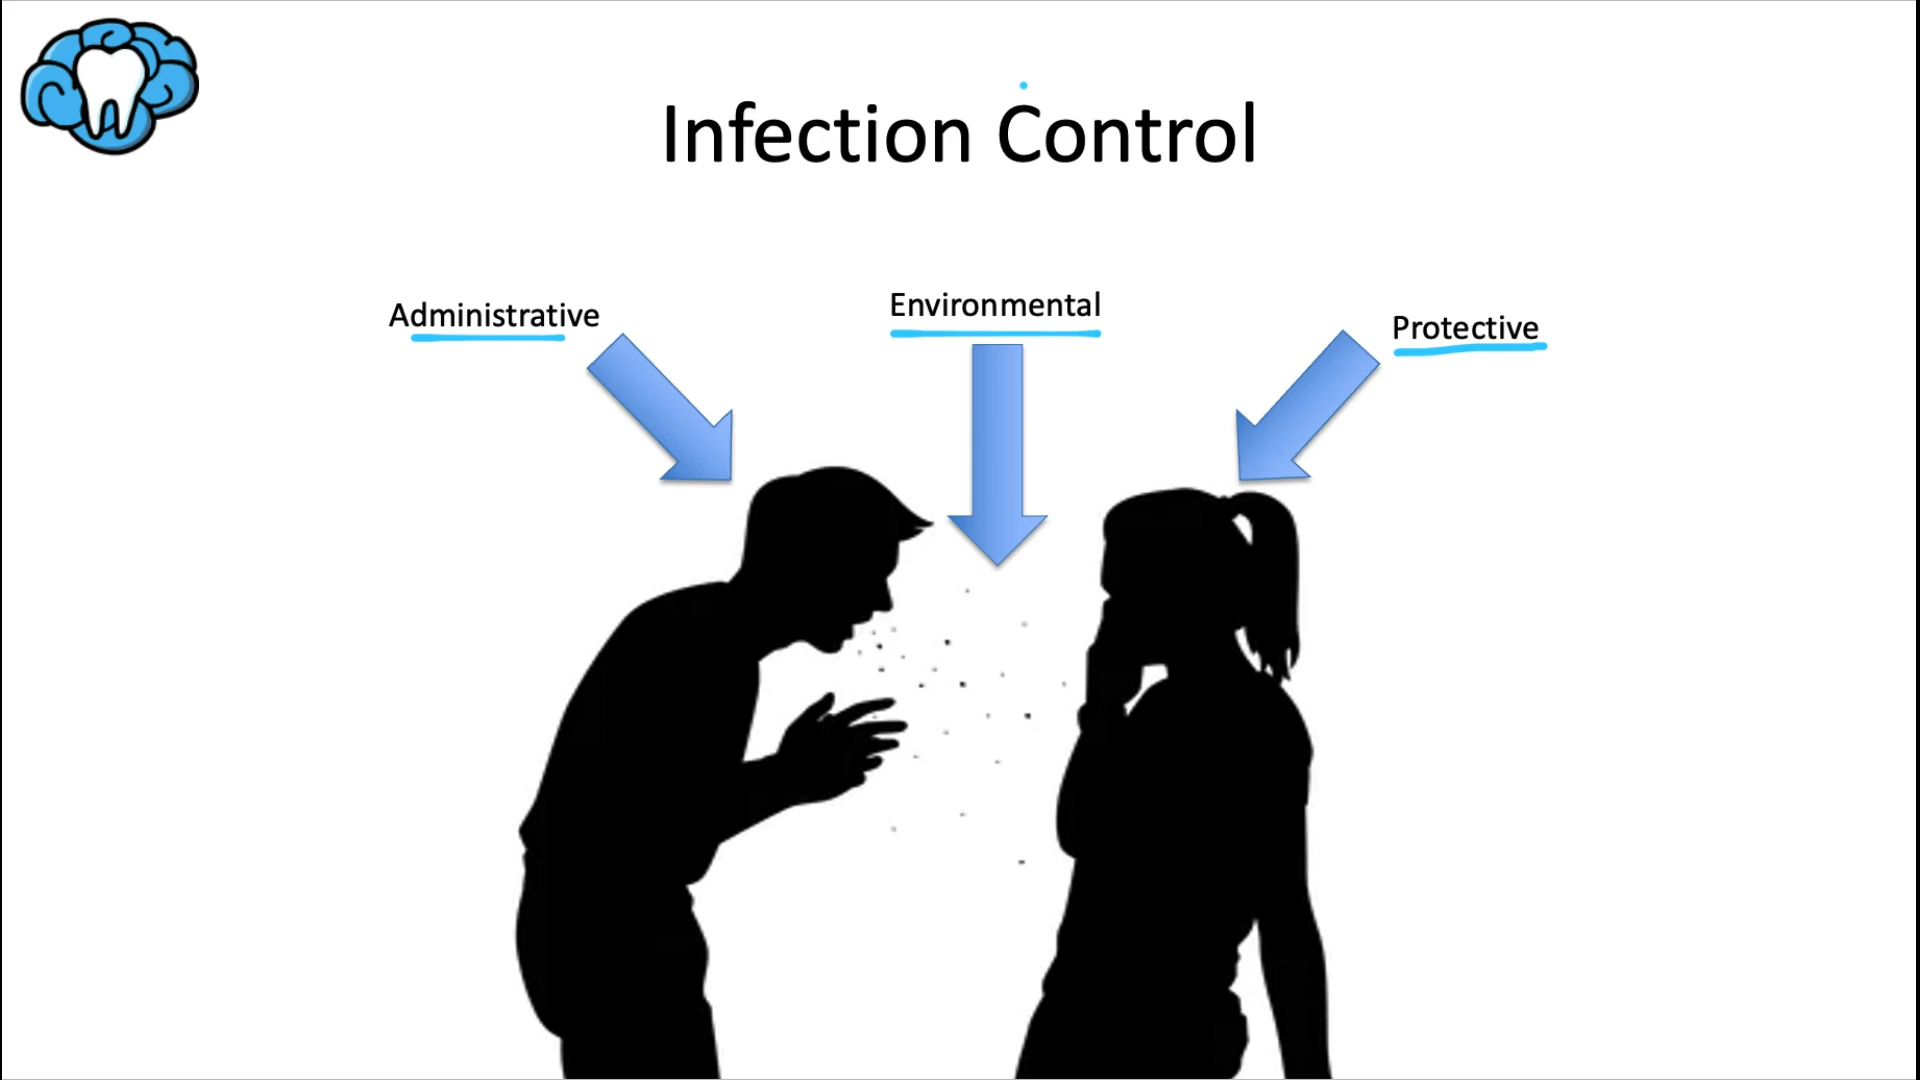 Infection Control
Administrative
Environmental
Protective